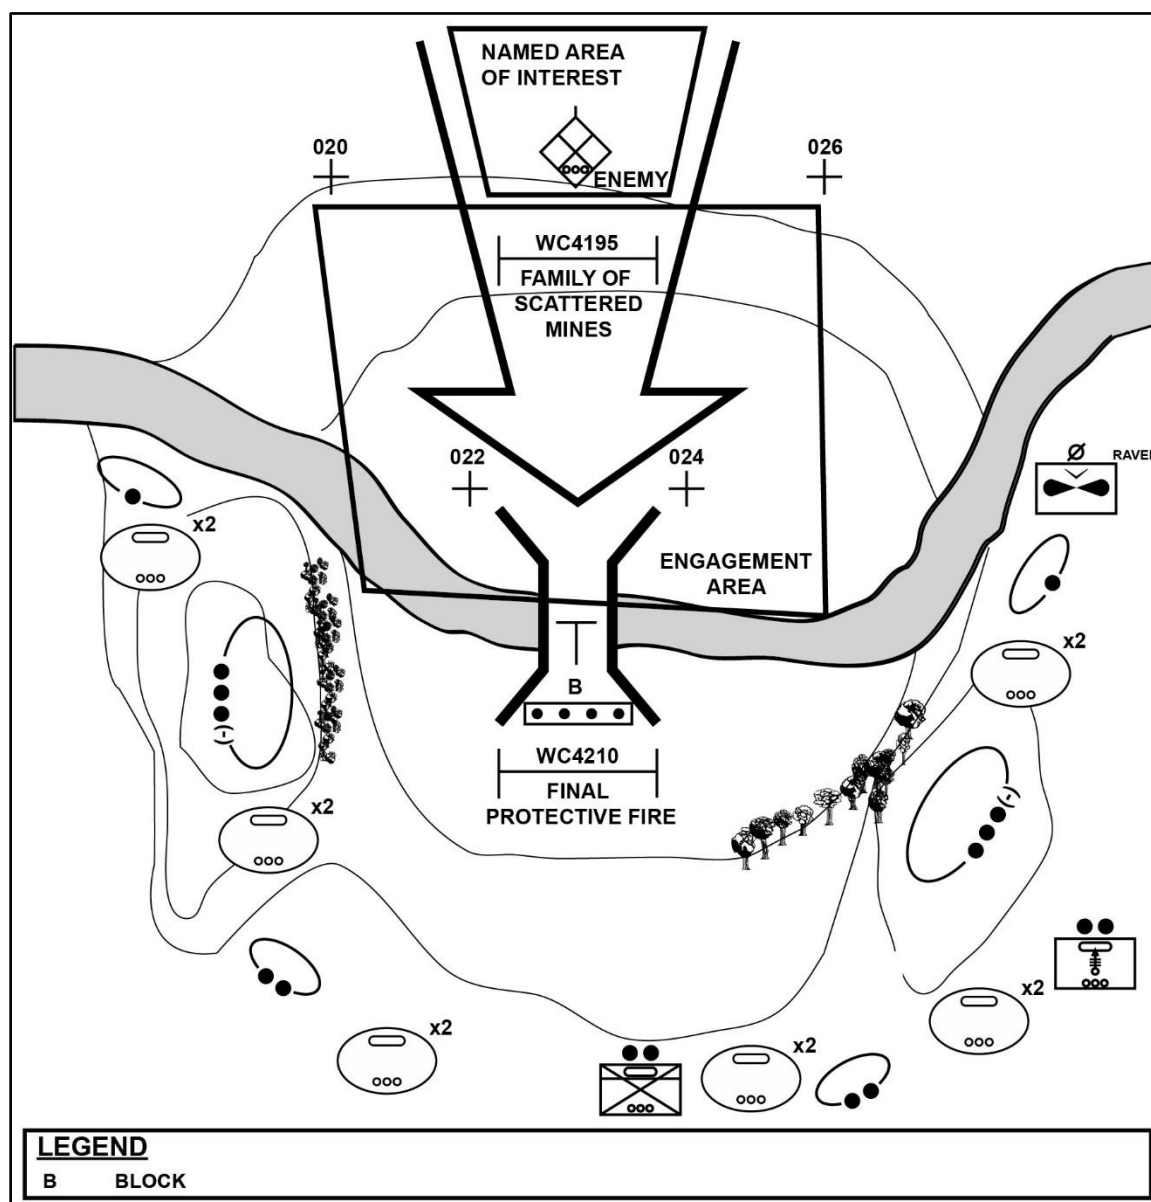 NAMED AREA
OF INTEREST
ENEMY
020
026
WC4195
FAMILY OF
SCATTERED
MINES
022
024
RAVEN
x2
ENGAGEMENT
AREA
x2
B
WC4210
FINAL
PROTECTIVE FIRE
x2
(-)
(-)
x2
x2
x2
LEGEND
B BLOCK